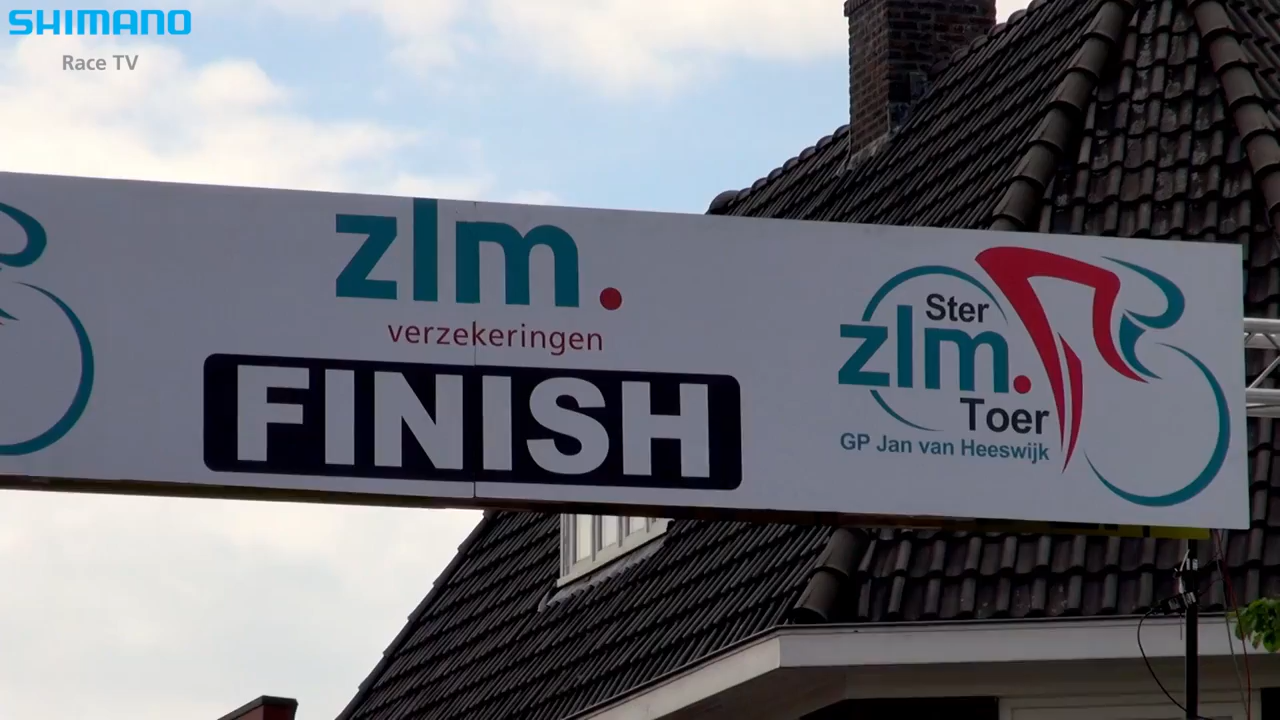 SHIMANO
Race TV
zlm.
verzekeringen
FINISH
Ster
zlm.
Toer
GP Jan van Heeswijk